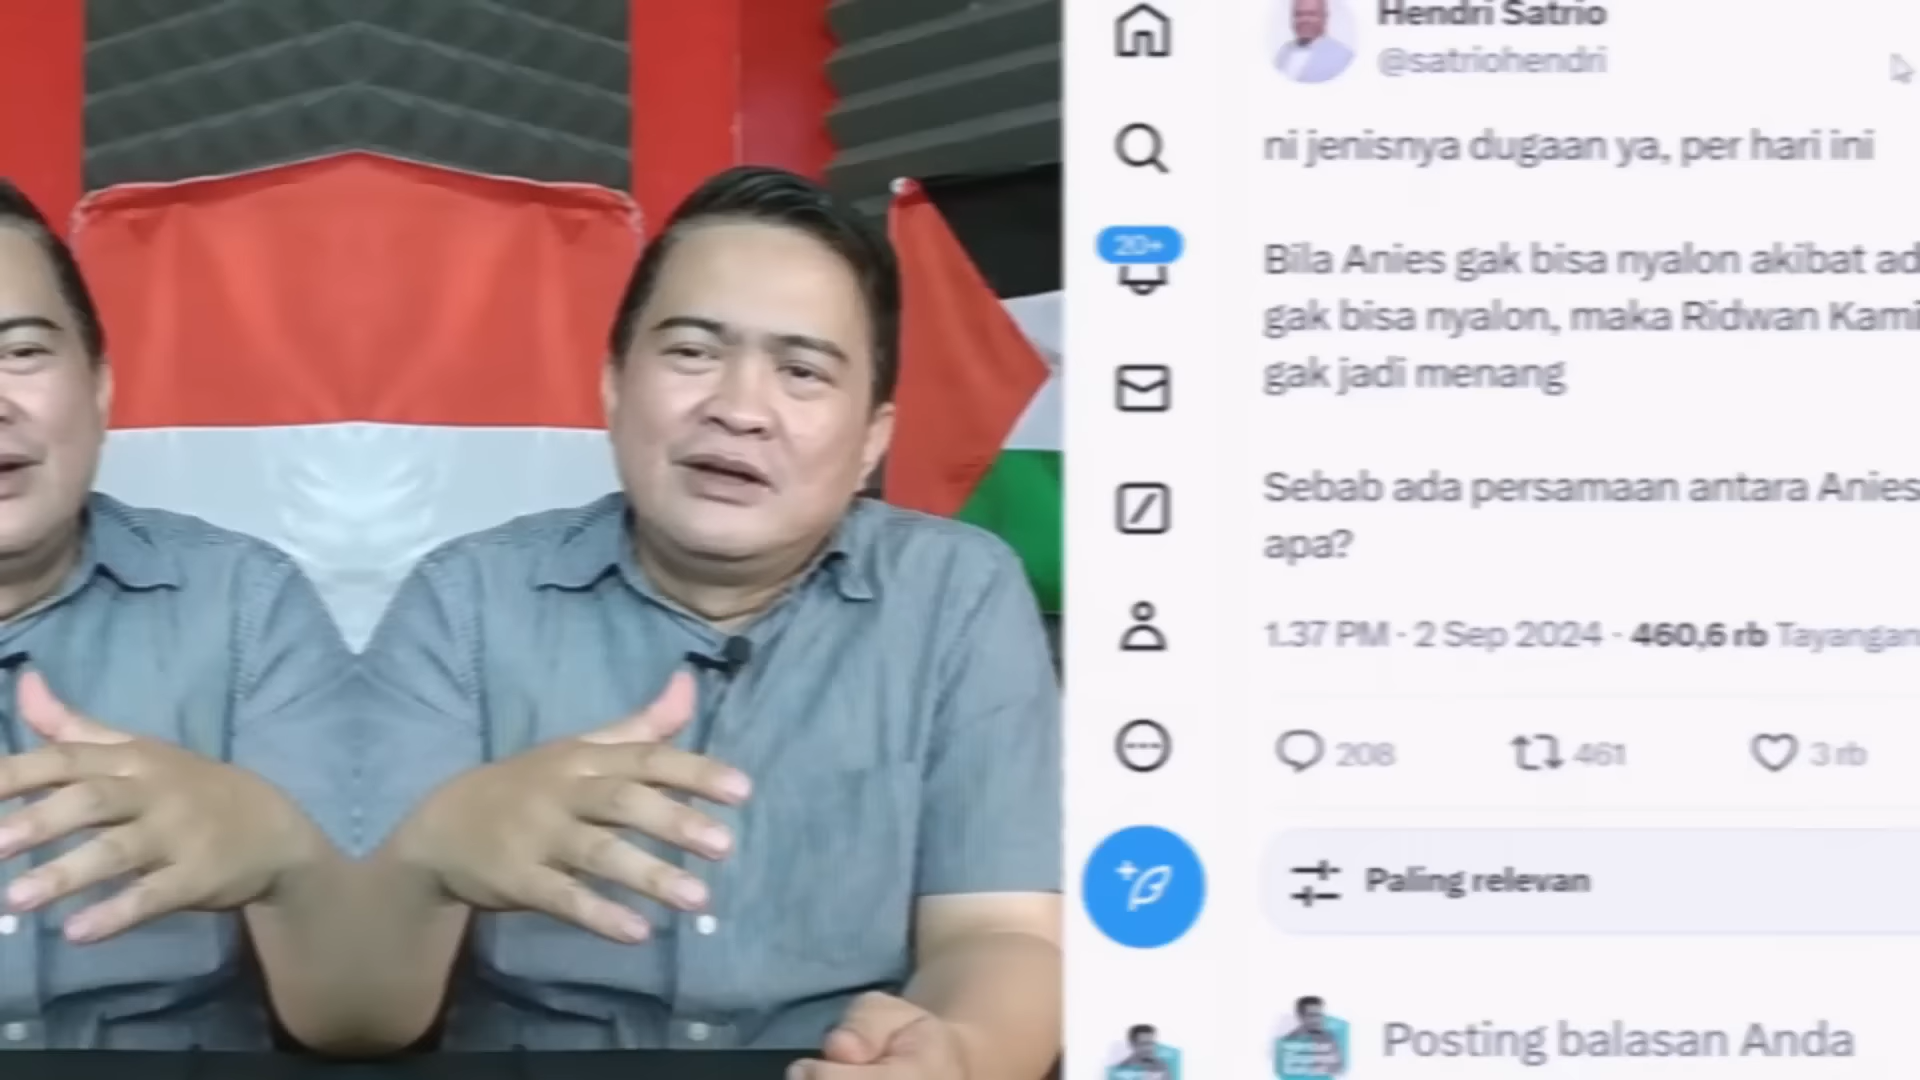 Hendri Satrio
@satriohendri
ni jenisnya dugaan ya, per hari ini
20+
Bila Anies gak bisa nyalon akibat ad
gak bisa nyalon, maka Ridwan Kami
gak jadi menang
Sebab ada persamaan antara Anies
apa?
1.37 PM · 2 Sep 2024 · 460,6 rb Tayangan
208 461 3 rb
Paling relevan
Posting balasan Anda